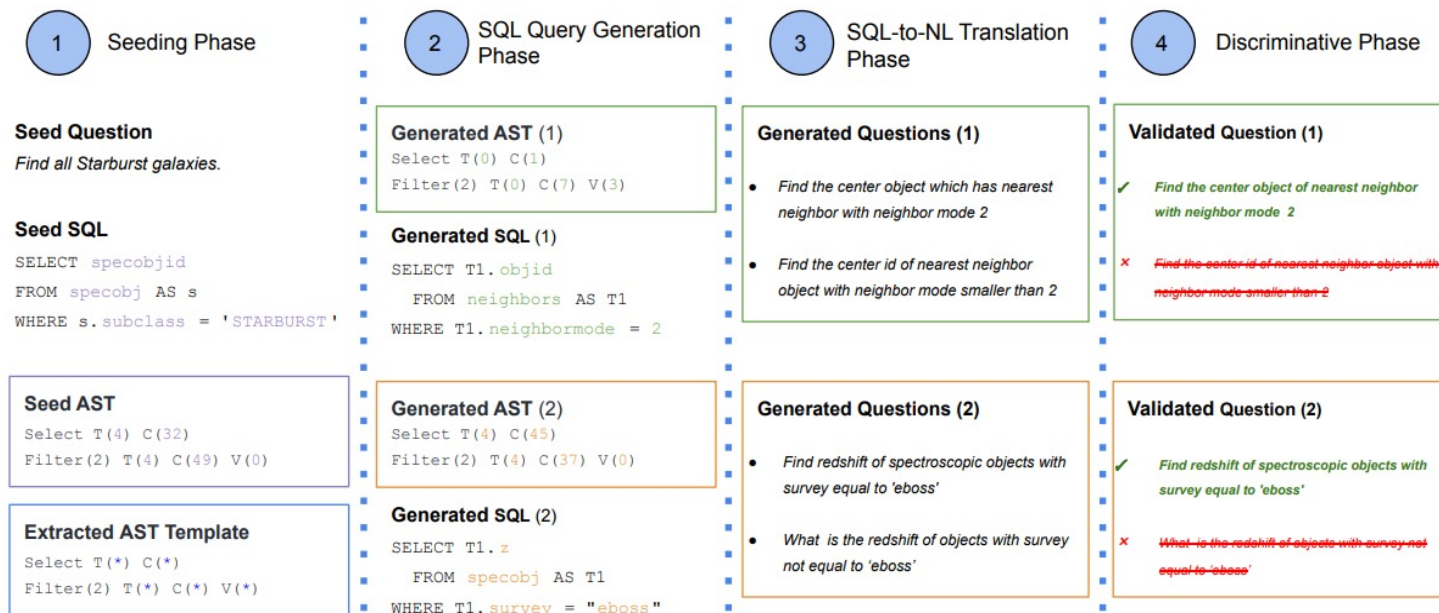 1
Seeding Phase
Seed Question
Find all Starburst galaxies.
Seed SQL
SELECT specobjid
FROM specobj AS s
WHERE s.subclass = 'STARBURST'
Seed AST
Select T(4) C(32)
Filter(2) T(4) C(49) V(0)
Extracted AST Template
Select T(*) C(*)
Filter(2) T(*) C(*) V(*)
2
SQL Query Generation
Phase
Generated AST (1)
Select T(0) C(1)
Filter(2) T(0) C(7) V(3)
Generated SQL (1)
SELECT T1.objid
FROM neighbors AS T1
WHERE T1.neighbormode = 2
Generated AST (2)
Select T(4) C(45)
Filter(2) T(4) C(37) V(0)
Generated SQL (2)
SELECT T1.z
FROM specobj AS T1
WHERE T1.survey = "eboss"
3
SQL-to-NL Translation
Phase
Generated Questions (1)
• Find the center object which has nearest
neighbor with neighbor mode 2
• Find the center id of nearest neighbor
object with neighbor mode smaller than 2
Generated Questions (2)
• Find redshift of spectroscopic objects with
survey equal to 'eboss'
• What is the redshift of objects with survey
not equal to ‘eboss’
4
Discriminative Phase
Validated Question (1)
✓ Find the center object of nearest neighbor
with neighbor mode 2
× Find the center id of nearest neighbor object with
neighbor mode smaller than 2
Validated Question (2)
✓ Find redshift of spectroscopic objects with
survey equal to 'eboss'
× What is the redshift of objects with survey not
equal to ‘eboss’